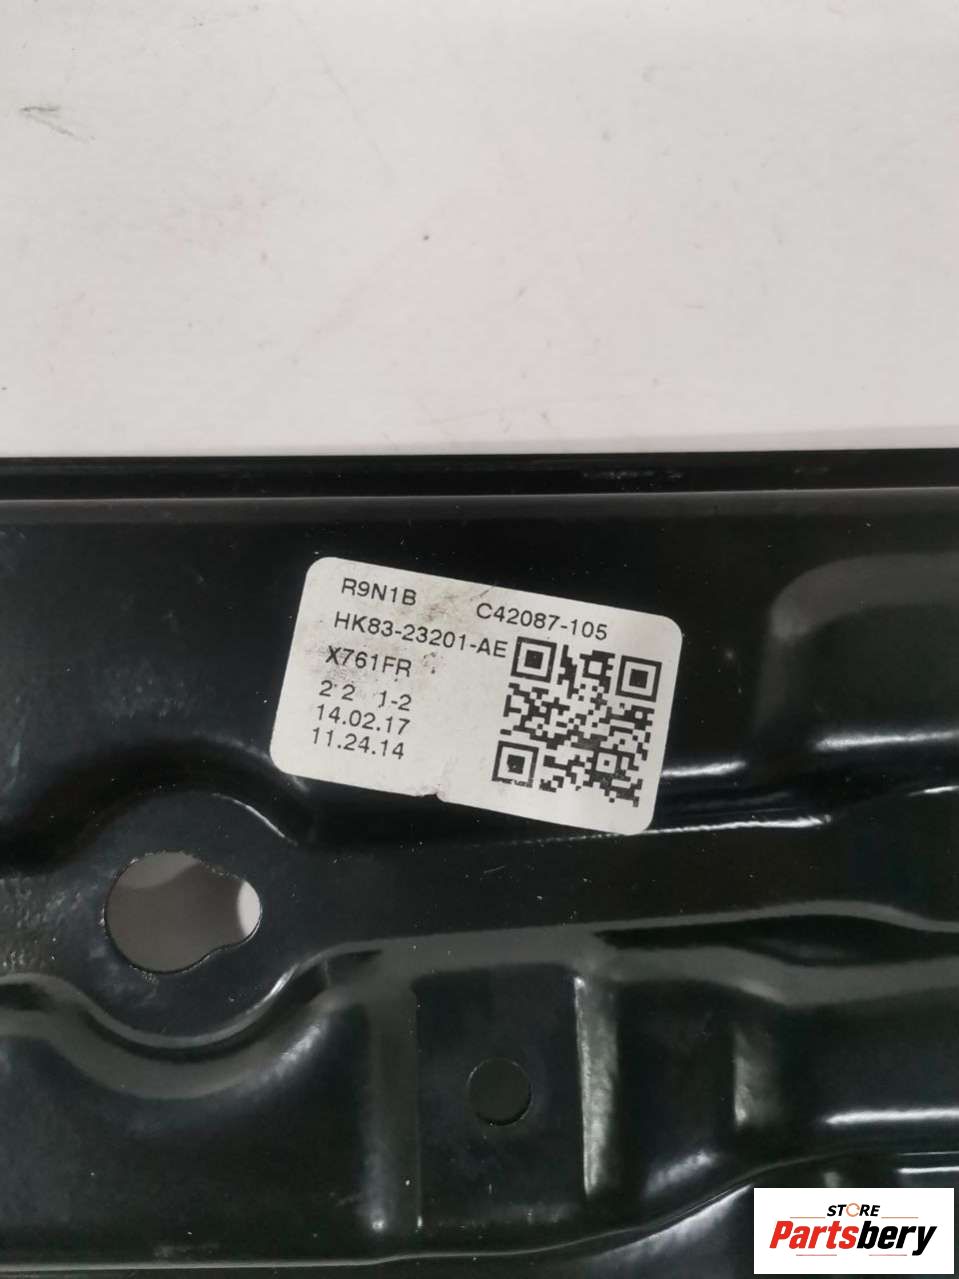 R9N1B C42087-105
HK83-23201-AE
X761FR
2 2 1-2
14.02.17
11.24.14
STORE
Partsbery